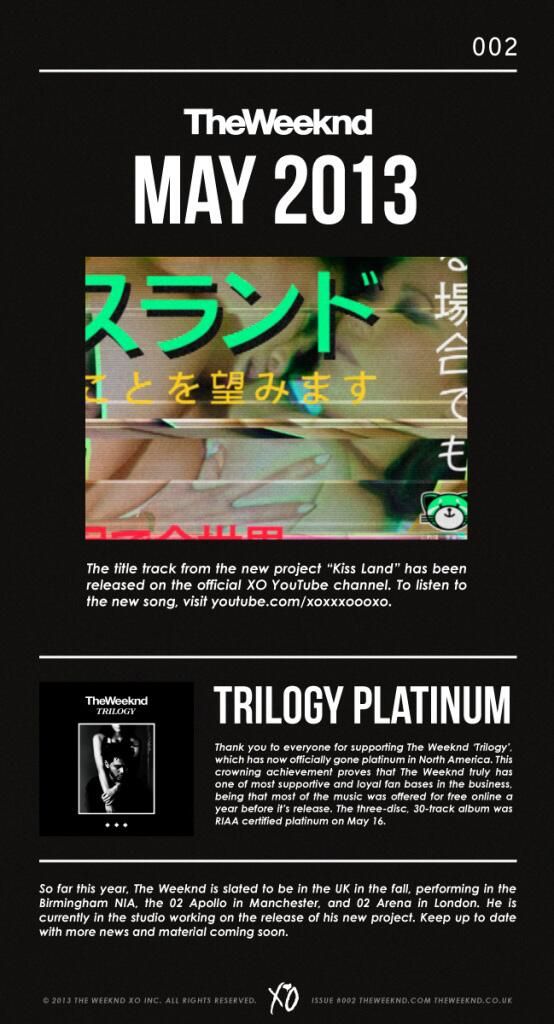 002
TheWeeknd
MAY 2013
スランド
ことを望みます
る場合でも
The title track from the new project “Kiss Land” has been
released on the official XO YouTube channel. To listen to
the new song, visit youtube.com/xoxxxoooxo.
TheWeeknd
TRILOGY
TRILOGY PLATINUM
Thank you to everyone for supporting The Weeknd ‘Trilogy’,
which has now officially gone platinum in North America. This
crowning achievement proves that The Weeknd truly has
one of most supportive and loyal fan bases in the business,
being that most of the music was offered for free online a
year before it’s release. The three-disc, 30-track album was
RIAA certified platinum on May 16.
So far this year, The Weeknd is slated to be in the UK in the fall, performing in the
Birmingham NIA, the 02 Apollo in Manchester, and 02 Arena in London. He is
currently in the studio working on the release of his new project. Keep up to date
with more news and material coming soon.
© 2013 THE WEEKND XO INC. ALL RIGHTS RESERVED. XO ISSUE #002 THEWEEKND.COM THEWEEKND.CO.UK